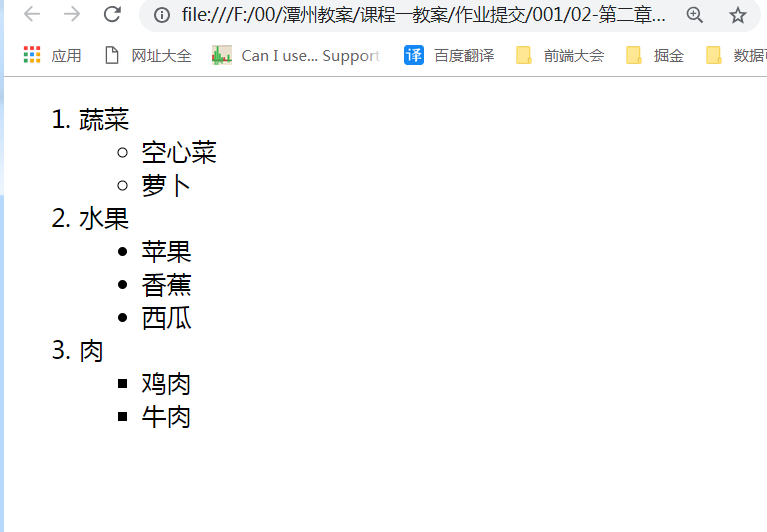 file:///F:/00/潭州教案/课程一教案/作业提交/001/02-第二章...
应用 网址大全 Can I use... Support 百度翻译 前端大会 掘金
1. 蔬菜
空心菜
萝卜
2. 水果
苹果
香蕉
西瓜
3. 肉
鸡肉
牛肉